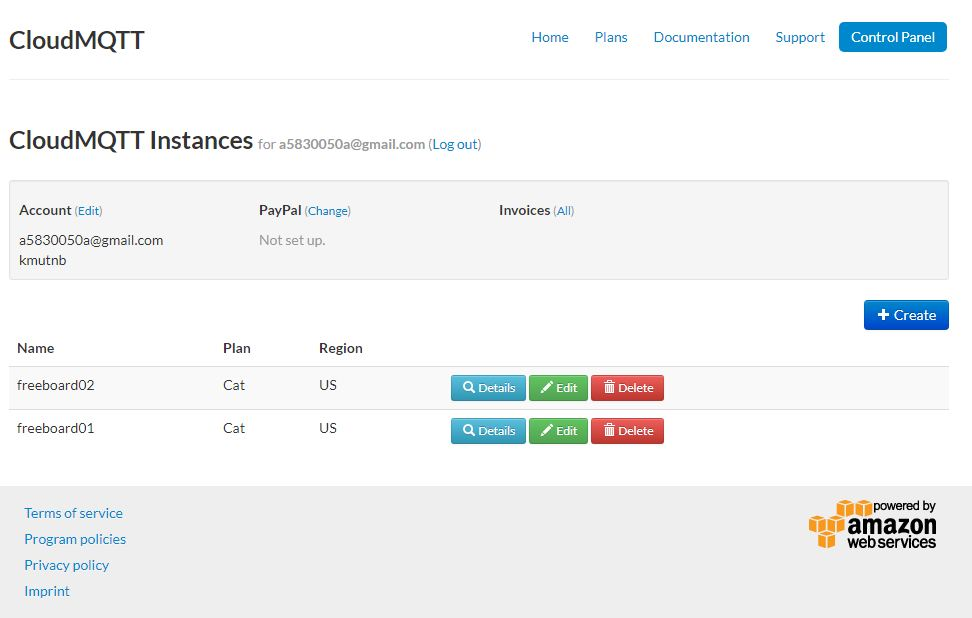 CloudMQTT
Home Plans Documentation Support Control Panel
CloudMQTT Instances for a5830050a@gmail.com (Log out)
Account (Edit) PayPal (Change) Invoices (All)
a5830050a@gmail.com Not set up.
kmutnb
Create
Name Plan Region
freeboard02 Cat US Details Edit Delete
freeboard01 Cat US Details Edit Delete
Terms of service
Program policies
Privacy policy
Imprint
powered by
amazon
web services